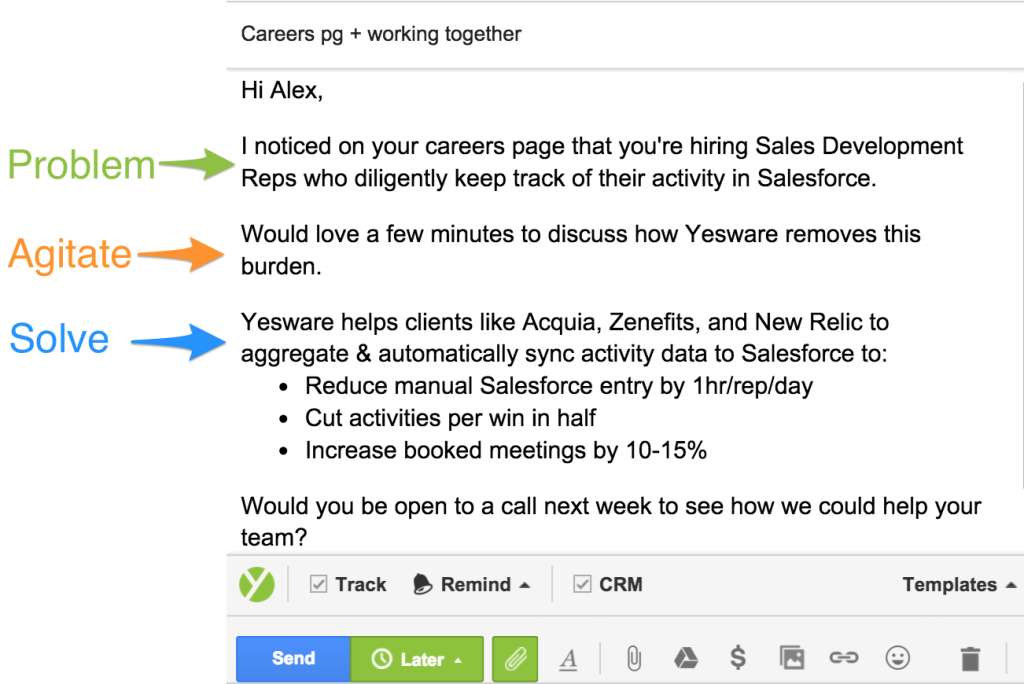 Careers pg + working together
Hi Alex,
Problem
I noticed on your careers page that you're hiring Sales Development
Reps who diligently keep track of their activity in Salesforce.
Agitate
Would love a few minutes to discuss how Yesware removes this
burden.
Solve
Yesware helps clients like Acquia, Zenefits, and New Relic to
aggregate & automatically sync activity data to Salesforce to:
• Reduce manual Salesforce entry by 1hr/rep/day
• Cut activities per win in half
• Increase booked meetings by 10-15%
Would you be open to a call next week to see how we could help your
team?
Track Remind CRM Templates
Send Later A $